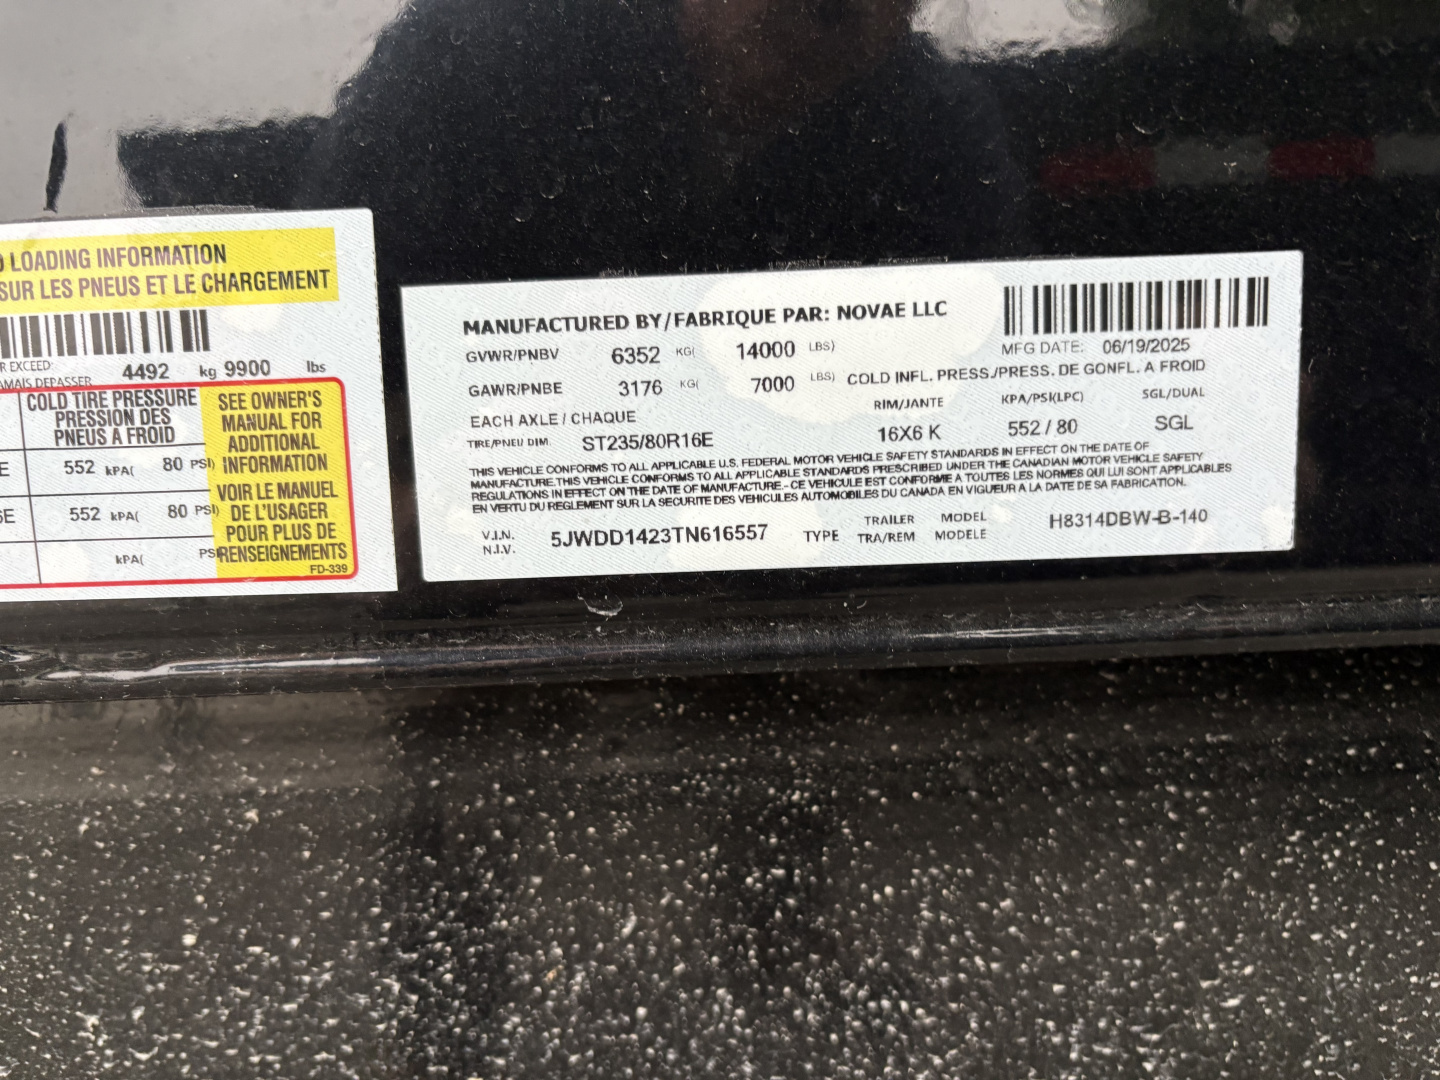 LOADING INFORMATION
SUR LES PNEUS ET LE CHARGEMENT
R EXCEED:
AMAIS DEPASSER 4492 kg 9900 lbs
COLD TIRE PRESSURE
PRESSION DES
PNEUS A FROID
E 552 kPA( 80 PSI)
6E 552 kPA( 80 PSI)
kPA( PSI
SEE OWNER'S
MANUAL FOR
ADDITIONAL
INFORMATION
VOIR LE MANUEL
DE L'USAGER
POUR PLUS DE
RENSEIGNEMENTS
FD-339
MANUFACTURED BY/FABRIQUE PAR: NOVAE LLC
GVWR/PNBV 6352 KG( 14000 LBS) MFG DATE: 06/19/2025
GAWR/PNBE 3176 KG( 7000 LBS) COLD INFL. PRESS./PRESS. DE GONFL. A FROID
EACH AXLE / CHAQUE RIM/JANTE KPA/PSI(LPC) SGL/DUAL
TIRE/PNEU DIM. ST235/80R16E 16X6 K 552 / 80 SGL
THIS VEHICLE CONFORMS TO ALL APPLICABLE U.S. FEDERAL MOTOR VEHICLE SAFETY STANDARDS IN EFFECT ON THE DATE OF
MANUFACTURE.THIS VEHICLE CONFORMS TO ALL APPLICABLE STANDARDS PRESCRIBED UNDER THE CANADIAN MOTOR VEHICLE SAFETY
REGULATIONS IN EFFECT ON THE DATE OF MANUFACTURE.- CE VEHICULE EST CONFORME A TOUTES LES NORMES QUI LUI SONT APPLICABLES
EN VERTU DU REGLEMENT SUR LA SECURITE DES VEHICULES AUTOMOBILES DU CANADA EN VIGUEUR A LA DATE DE SA FABRICATION.
V.I.N. 5JWDD1423TN616557 TYPE TRAILER MODEL H8314DBW-B-140
N.I.V. TRA/REM MODELE